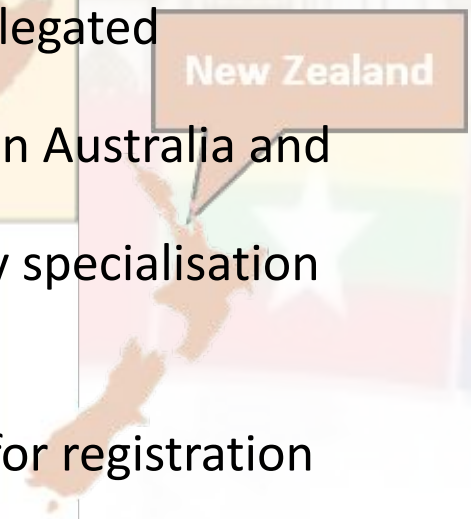 legated
New Zealand
n Australia and
y specialisation
for registration